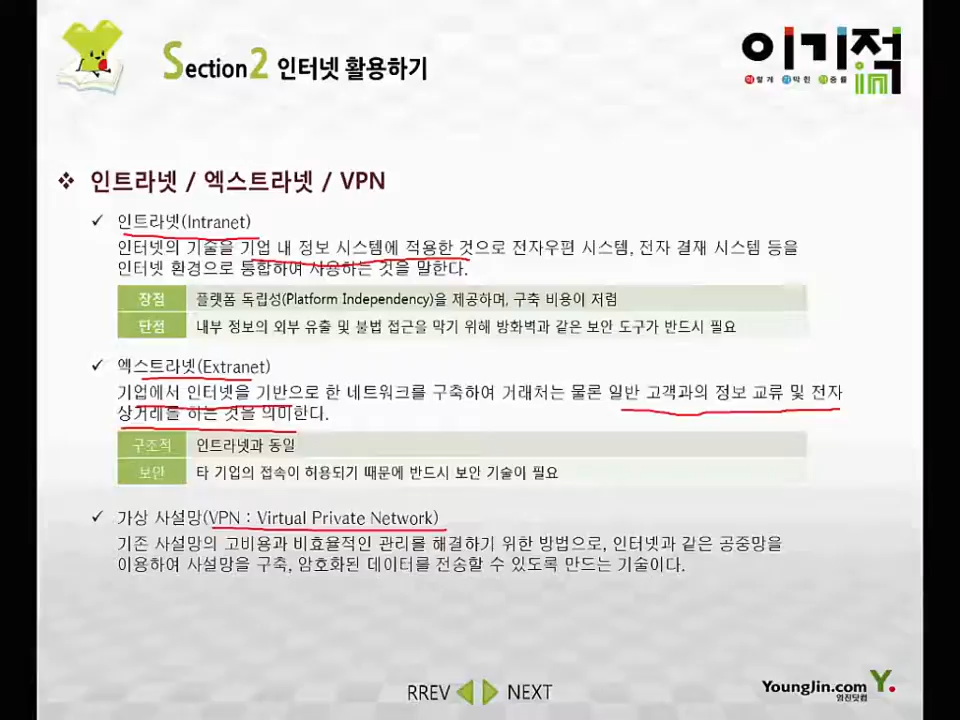 Section2 인터넷 활용하기
이기적in
이렇게 기막힌 적중률
❖ 인트라넷 / 엑스트라넷 / VPN
✓ 인트라넷(Intranet)
인터넷의 기술을 기업 내 정보 시스템에 적용한 것으로 전자우편 시스템, 전자 결재 시스템 등을
인터넷 환경으로 통합하여 사용하는 것을 말한다.
장점 플랫폼 독립성(Platform Independency)을 제공하며, 구축 비용이 저럼
단점 내부 정보의 외부 유출 및 불법 접근을 막기 위해 방화벽과 같은 보안 도구가 반드시 필요
✓ 엑스트라넷(Extranet)
기업에서 인터넷을 기반으로 한 네트워크를 구축하여 거래처는 물론 일반 고객과의 정보 교류 및 전자
상거래를 하는 것을 의미한다.
구조적 인트라넷과 동일
보안 타 기업의 접속이 허용되기 때문에 반드시 보안 기술이 필요
✓ 가상 사설망(VPN : Virtual Private Network)
기존 사설망의 고비용과 비효율적인 관리를 해결하기 위한 방법으로, 인터넷과 같은 공중망을
이용하여 사설망을 구축, 암호화된 데이터를 전송할 수 있도록 만드는 기술이다.
RREV NEXT
YoungJin.com Y.
영진닷컴